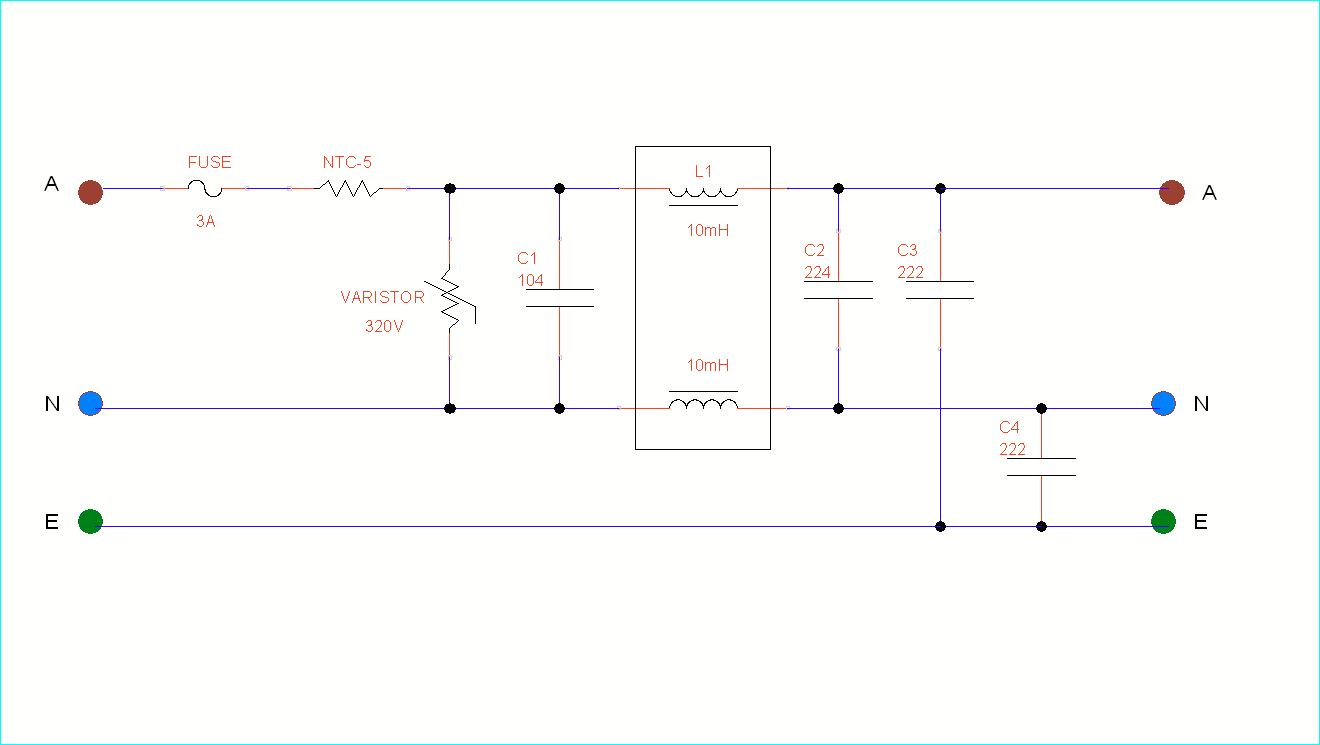 FUSE
NTC-5
A
3A
L1
10mH
A
C1
104
C2
224
C3
222
VARISTOR
320V
10mH
N
N
C4
222
E
E